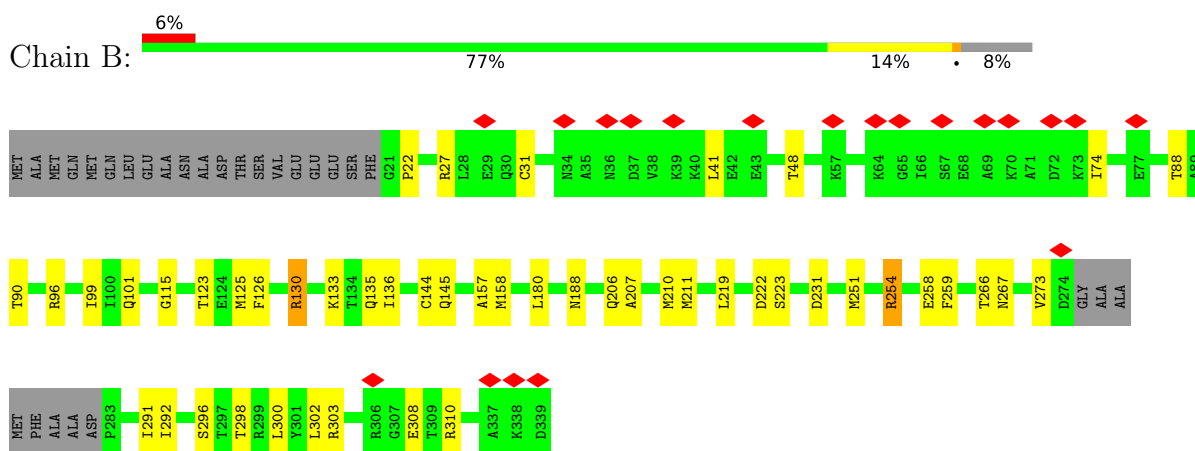 6%
Chain B:
77% 14% • 8%
MET ALA MET GLN MET GLN LEU GLU ALA ASN ALA ASP THR SER VAL GLU GLU GLU SER PHE G21 P22 R27 L28 E29 Q30 C31 N34 A35 N36 D37 V38 K39 K40 L41 E42 E43 T48 K57 K64 G65 I66 S67 E68 A69 K70 A71 D72 K73 I74 E77 T88 A89
T90 R96 I99 I100 Q101 G115 T123 E124 M125 F126 R130 K133 T134 Q135 I136 C144 Q145 A157 M158 L180 N188 Q206 A207 M210 M211 L219 D222 S223 D231 M251 R254 E258 F259 T266 N267 V273 D274 GLY ALA ALA
MET PHE ALA ALA ASP P283 I291 I292 S296 T297 T298 R299 L300 Y301 L302 R303 R306 G307 E308 T309 R310 A337 K338 D339